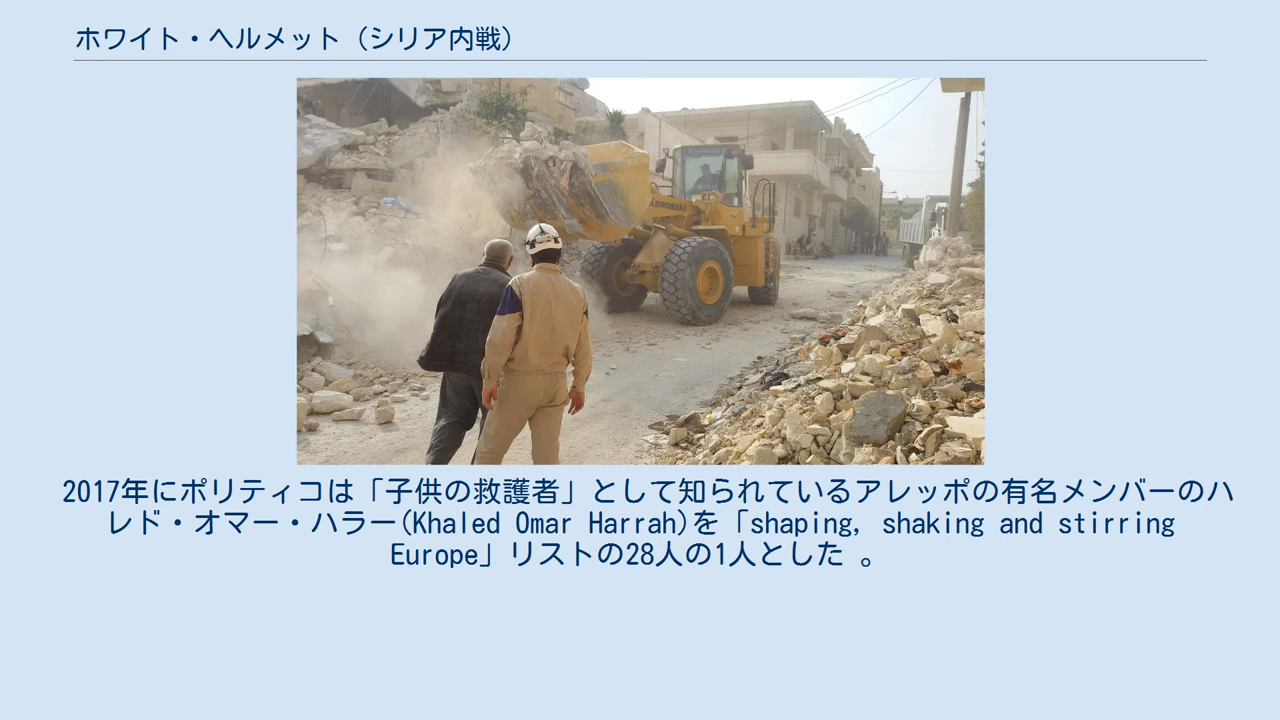 ホワイト・ヘルメット（シリア内戦）
Kawasaki
2017年にポリティコは「子供の救護者」として知られているアレッポの有名メンバーのハ
レド・オマー・ハラー(Khaled Omar Harrah)を「shaping, shaking and stirring
Europe」リストの28人の1人とした 。